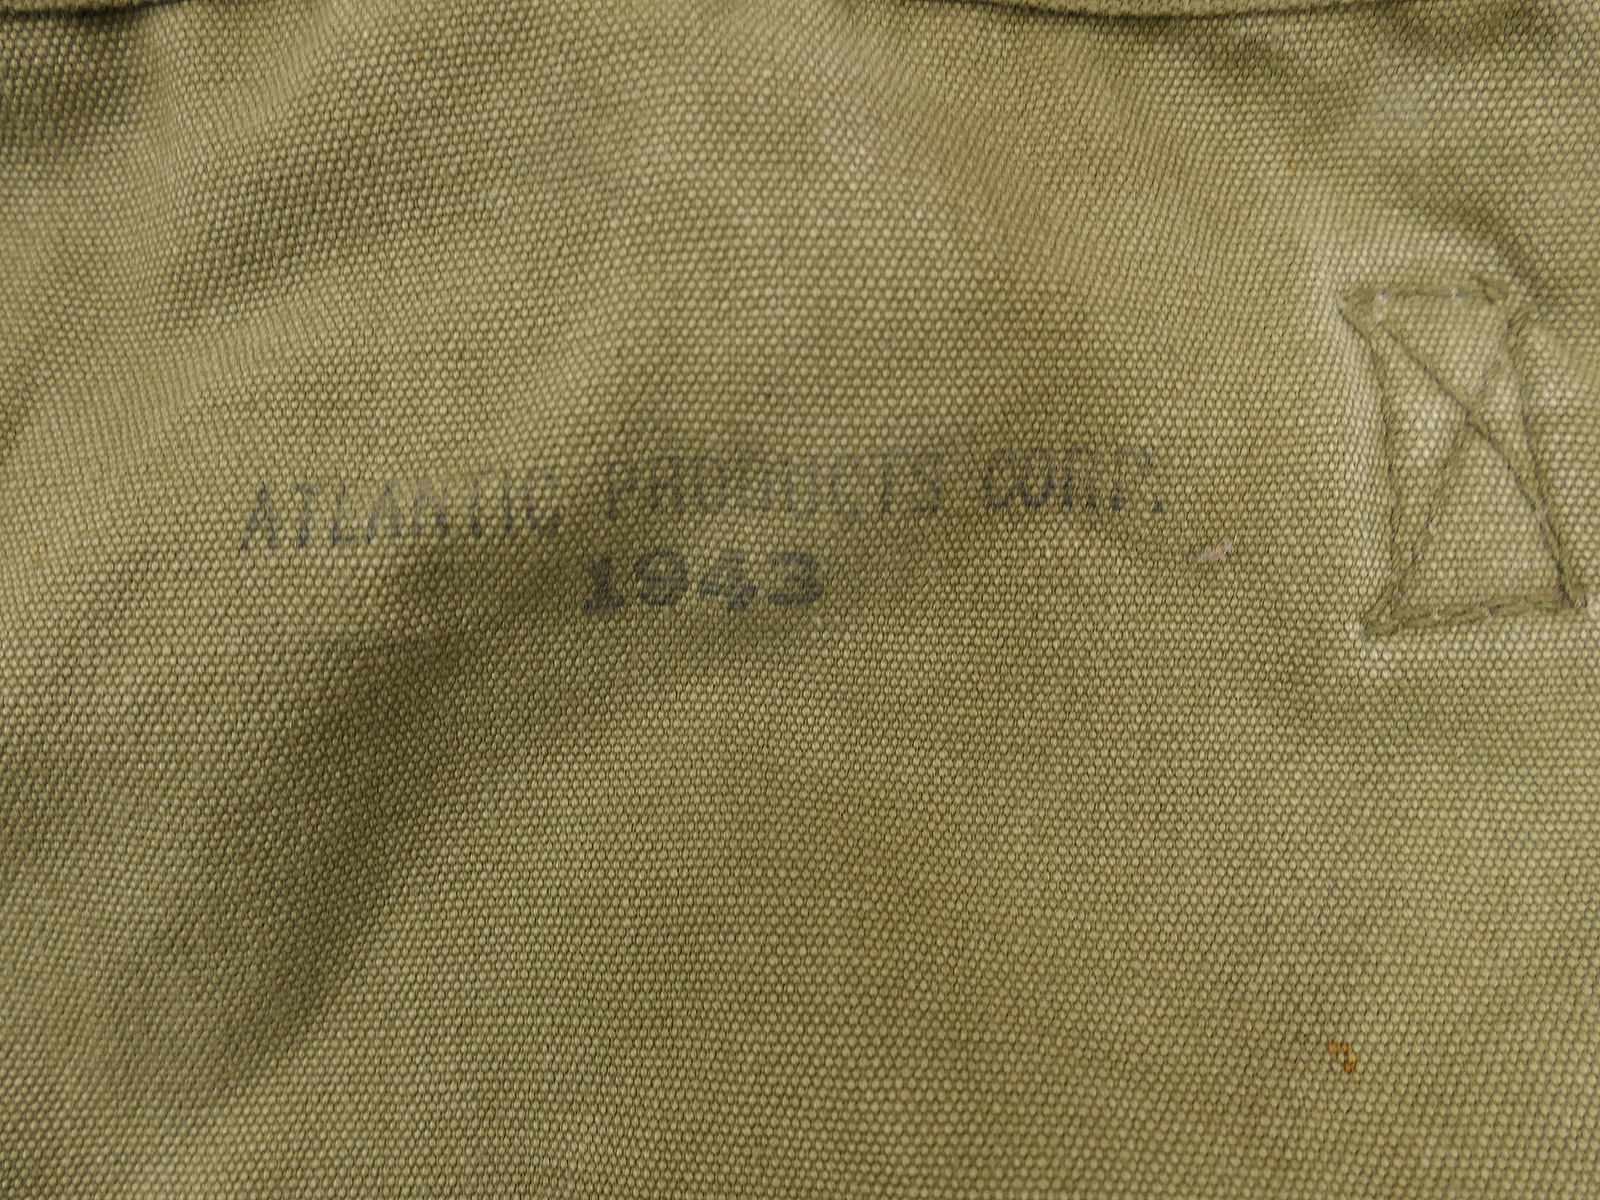 ATLANTIC PRODUCTS CORP.
1943